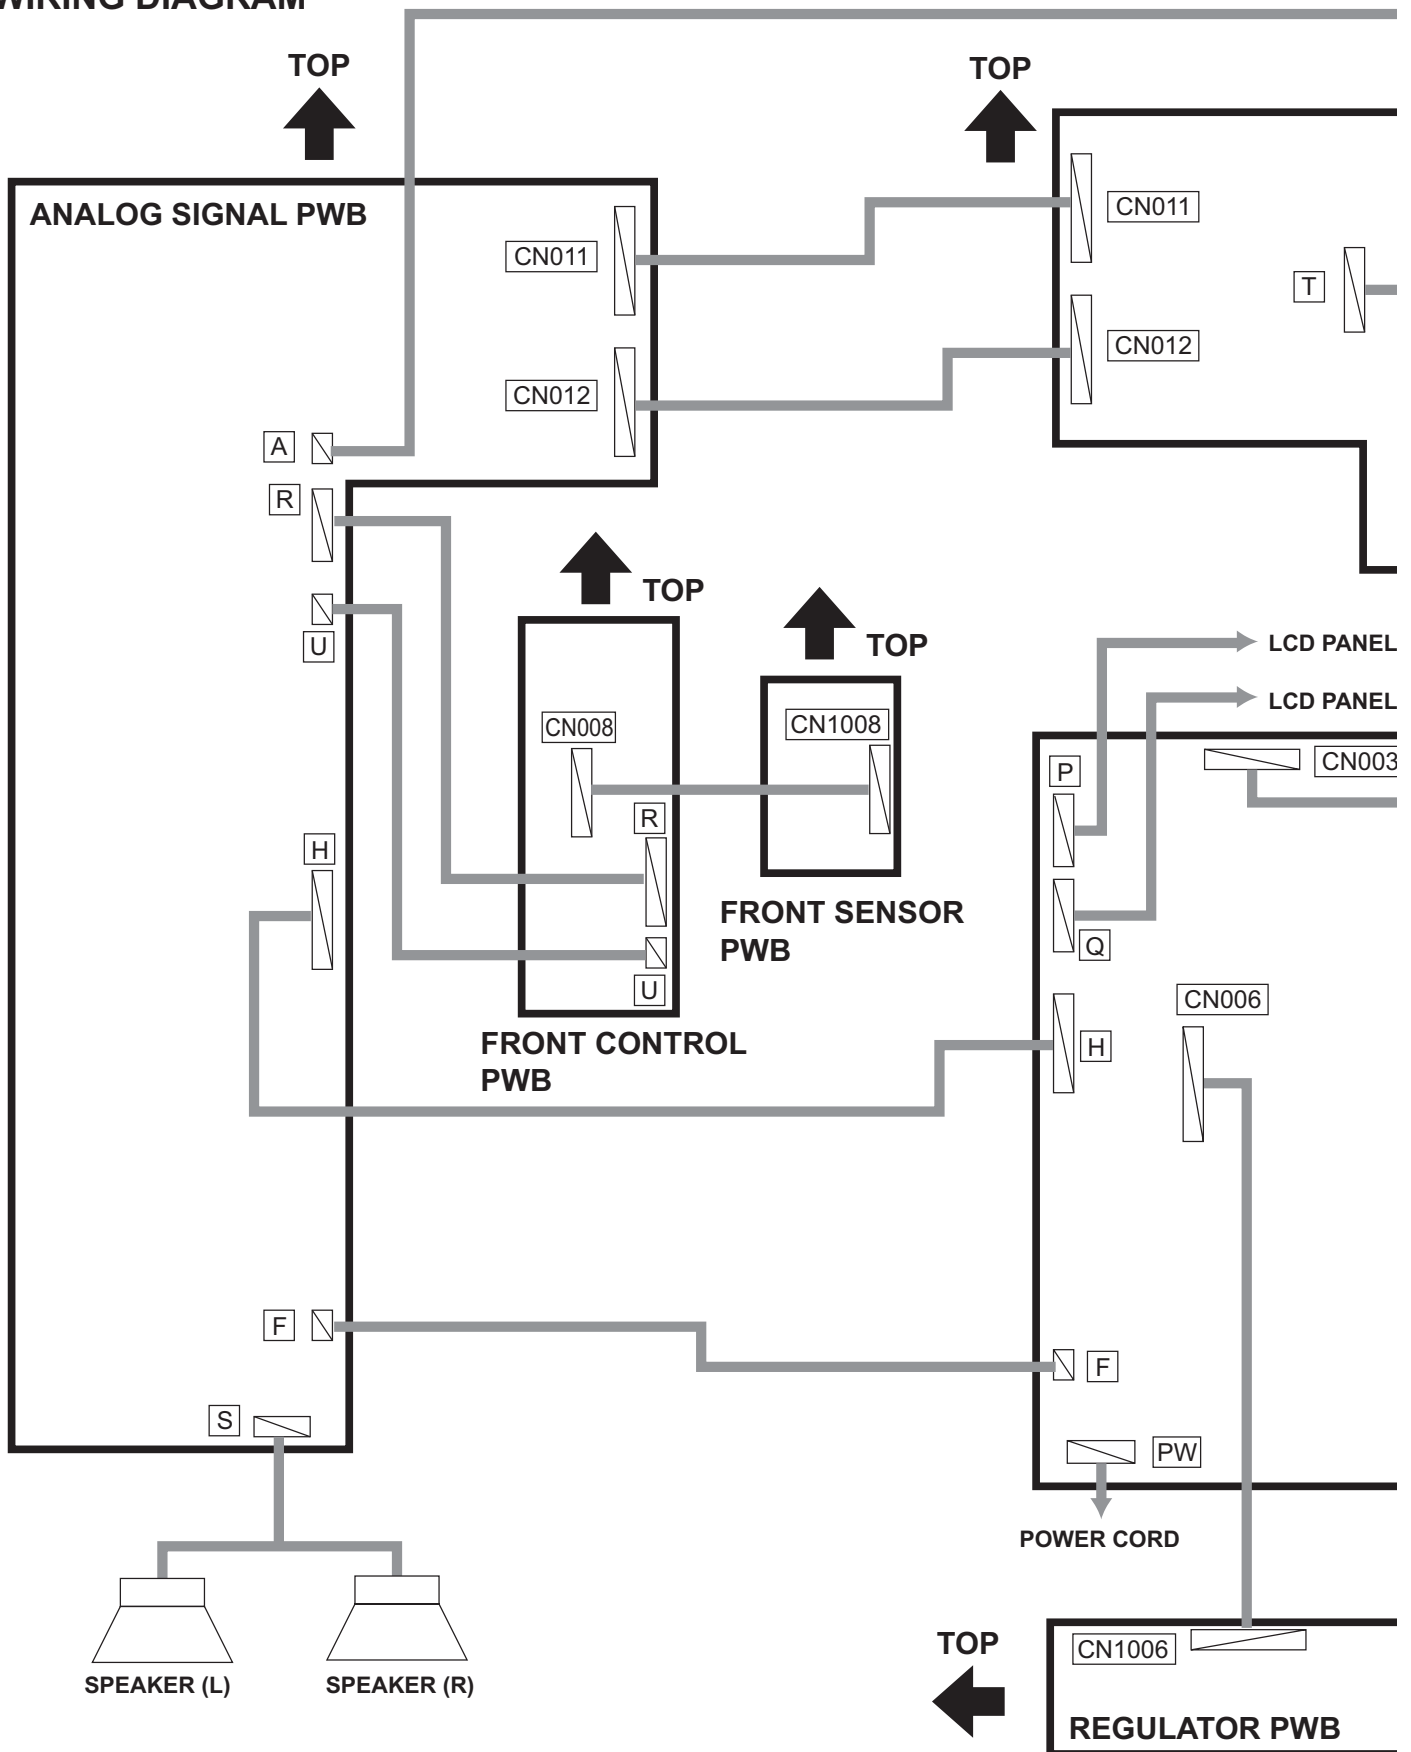 WIRING DIAGRAM
TOP
TOP
ANALOG SIGNAL PWB
CN011
CN011
T
CN012
CN012
A
R
U
TOP
TOP
LCD PANEL
LCD PANEL
CN008
CN1008
P
CN003
R
H
FRONT SENSOR
PWB
Q
U
CN006
FRONT CONTROL
PWB
H
F
F
S
PW
POWER CORD
TOP
CN1006
SPEAKER (L)
SPEAKER (R)
REGULATOR PWB